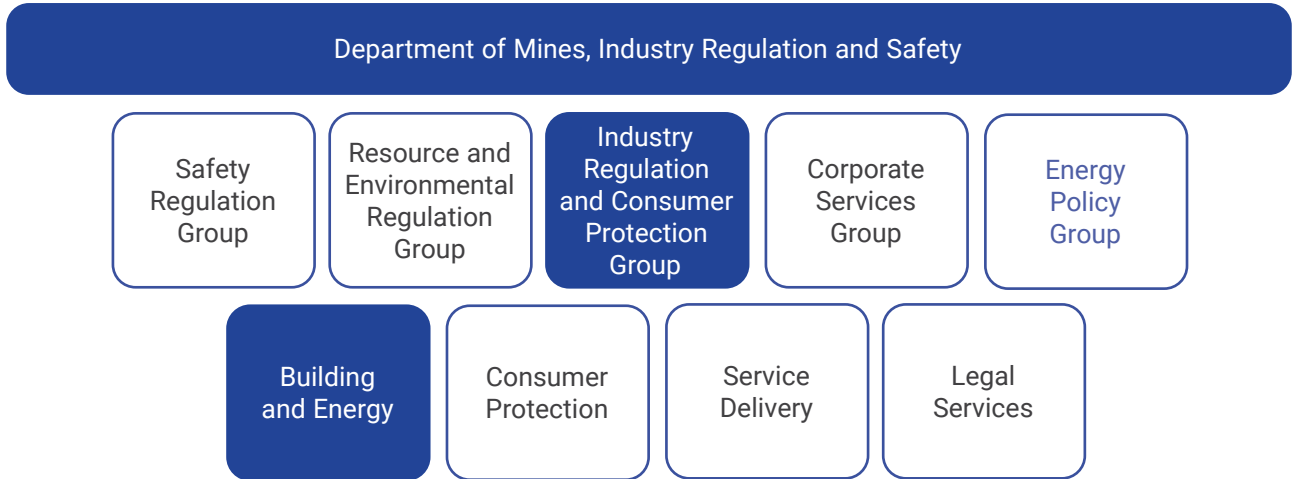 Department of Mines, Industry Regulation and Safety
Safety
Regulation
Group
Resource and
Environmental
Regulation
Group
Industry
Regulation
and Consumer
Protection
Group
Corporate
Services
Group
Energy
Policy
Group
Building
and Energy
Consumer
Protection
Service
Delivery
Legal
Services